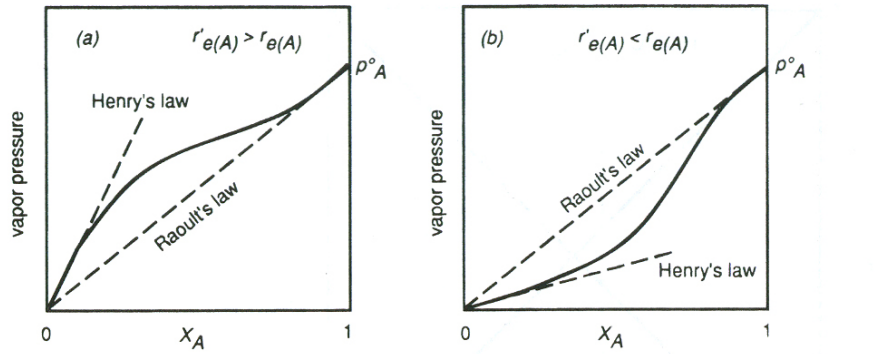 (a)
r'e(A) > re(A)
p°A
Henry's law
Raoult's law
vapor pressure
0
XA
1
(b)
r'e(A) < re(A)
p°A
Raoult's law
Henry's law
vapor pressure
0
XA
1